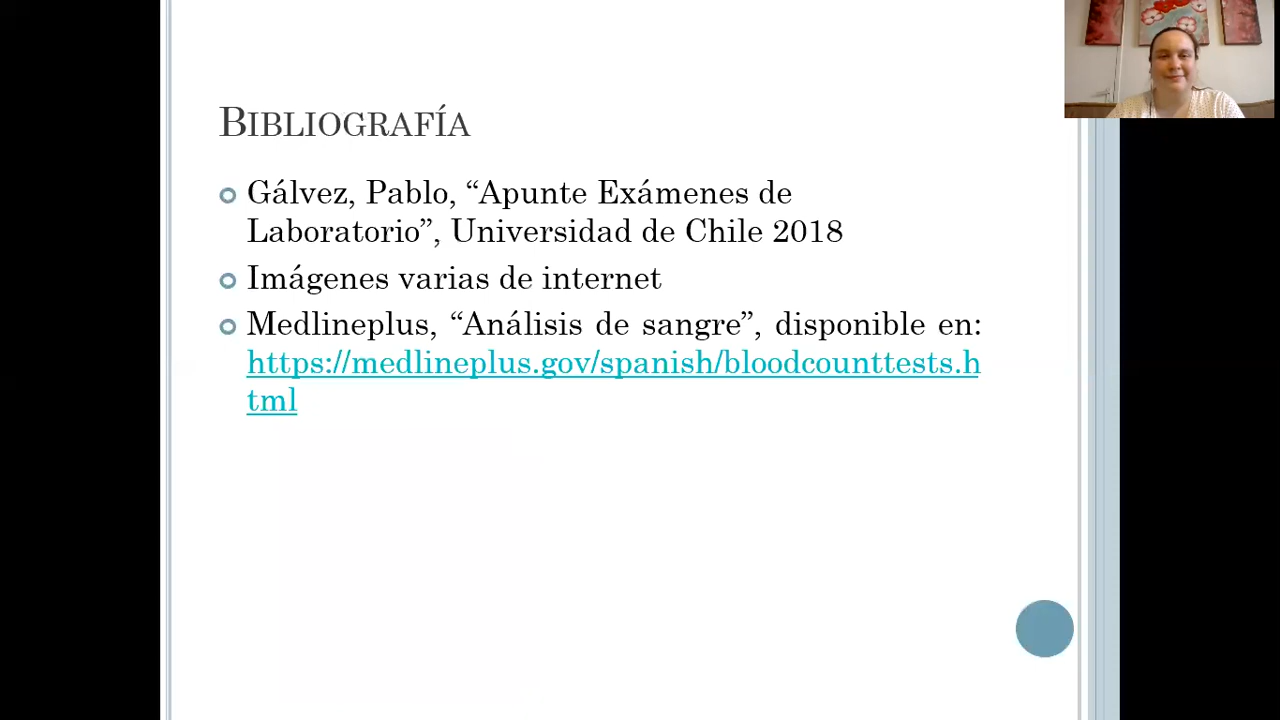 BIBLIOGRAFÍA
Gálvez, Pablo, “Apunte Exámenes de
Laboratorio”, Universidad de Chile 2018
Imágenes varias de internet
Medlineplus, “Análisis de sangre”, disponible en:
https://medlineplus.gov/spanish/bloodcounttests.h
tml